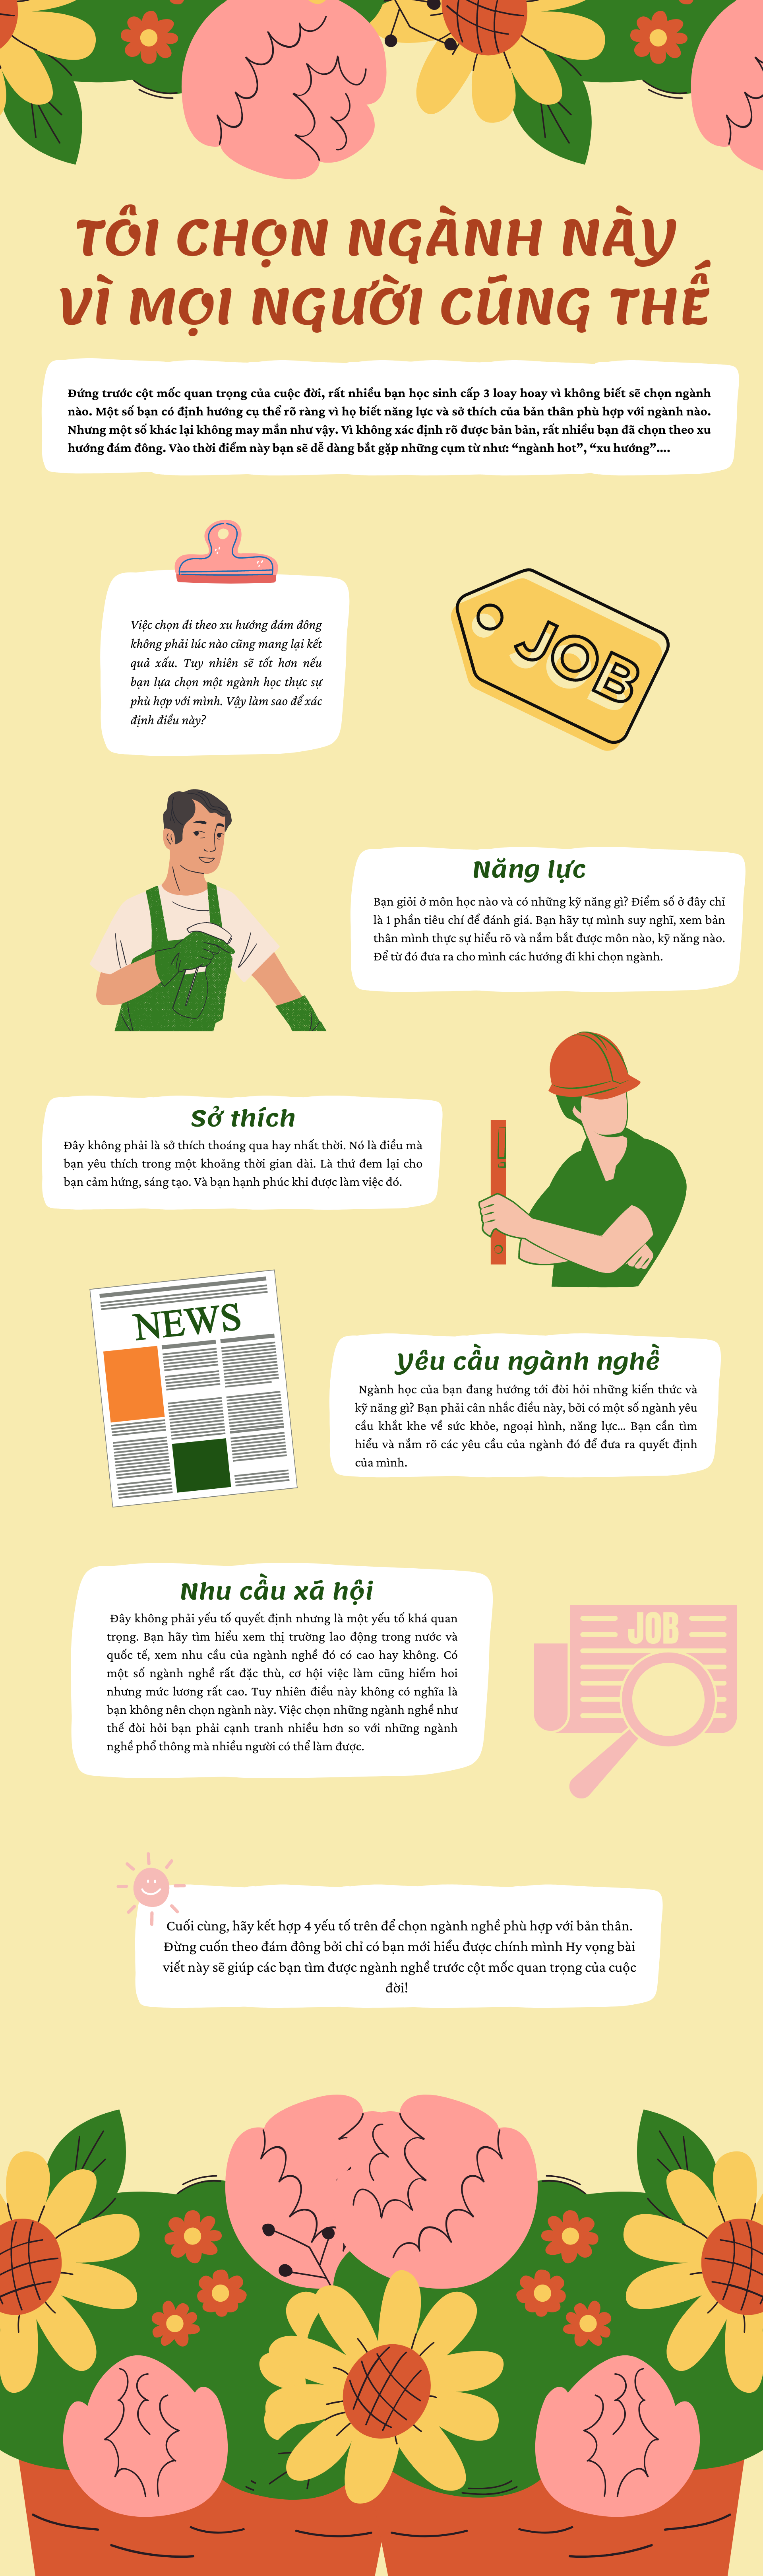 TÔI CHỌN NGÀNH NÀY
VÌ MỌI NGƯỜI CŨNG THẾ
Đứng trước cột mốc quan trọng của cuộc đời, rất nhiều bạn học sinh cấp 3 loay hoay vì không biết sẽ chọn ngành
nào. Một số bạn có định hướng cụ thể rõ ràng vì họ biết năng lực và sở thích của bản thân phù hợp với ngành nào.
Nhưng một số khác lại không may mắn như vậy. Vì không xác định rõ được bản bản, rất nhiều bạn đã chọn theo xu
hướng đám đông. Vào thời điểm này bạn sẽ dễ dàng bắt gặp những cụm từ như: “ngành hot”, “xu hướng”….
Việc chọn đi theo xu hướng đám đông
không phải lúc nào cũng mang lại kết
quả xấu. Tuy nhiên sẽ tốt hơn nếu
bạn lựa chọn một ngành học thực sự
phù hợp với mình. Vậy làm sao để xác
định điều này?
JOB
Năng lực
Bạn giỏi ở môn học nào và có những kỹ năng gì? Điểm số ở đây chỉ
là 1 phần tiêu chí để đánh giá. Bạn hãy tự mình suy nghĩ, xem bản
thân mình thực sự hiểu rõ và nắm bắt được môn nào, kỹ năng nào.
Để từ đó đưa ra cho mình các hướng đi khi chọn ngành.
Sở thích
Đây không phải là sở thích thoáng qua hay nhất thời. Nó là điều mà
bạn yêu thích trong một khoảng thời gian dài. Là thứ đem lại cho
bạn cảm hứng, sáng tạo. Và bạn hạnh phúc khi được làm việc đó.
NEWS
Yêu cầu ngành nghề
Ngành học của bạn đang hướng tới đòi hỏi những kiến thức và
kỹ năng gì? Bạn phải cân nhắc điều này, bởi có một số ngành yêu
cầu khắt khe về sức khỏe, ngoại hình, năng lực… Bạn cần tìm
hiểu và nắm rõ các yêu cầu của ngành đó để đưa ra quyết định
của mình.
Nhu cầu xã hội
Đây không phải yếu tố quyết định nhưng là một yếu tố khá quan
trọng. Bạn hãy tìm hiểu xem thị trường lao động trong nước và
quốc tế, xem nhu cầu của ngành nghề đó có cao hay không. Có
một số ngành nghề rất đặc thù, cơ hội việc làm cũng hiếm hoi
nhưng mức lương rất cao. Tuy nhiên điều này không có nghĩa là
bạn không nên chọn ngành này. Việc chọn những ngành nghề như
thế đòi hỏi bạn phải cạnh tranh nhiều hơn so với những ngành
nghề phổ thông mà nhiều người có thể làm được.
JOB
Cuối cùng, hãy kết hợp 4 yếu tố trên để chọn ngành nghề phù hợp với bản thân.
Đừng cuốn theo đám đông bởi chỉ có bạn mới hiểu được chính mình Hy vọng bài
viết này sẽ giúp các bạn tìm được ngành nghề trước cột mốc quan trọng của cuộc
đời!